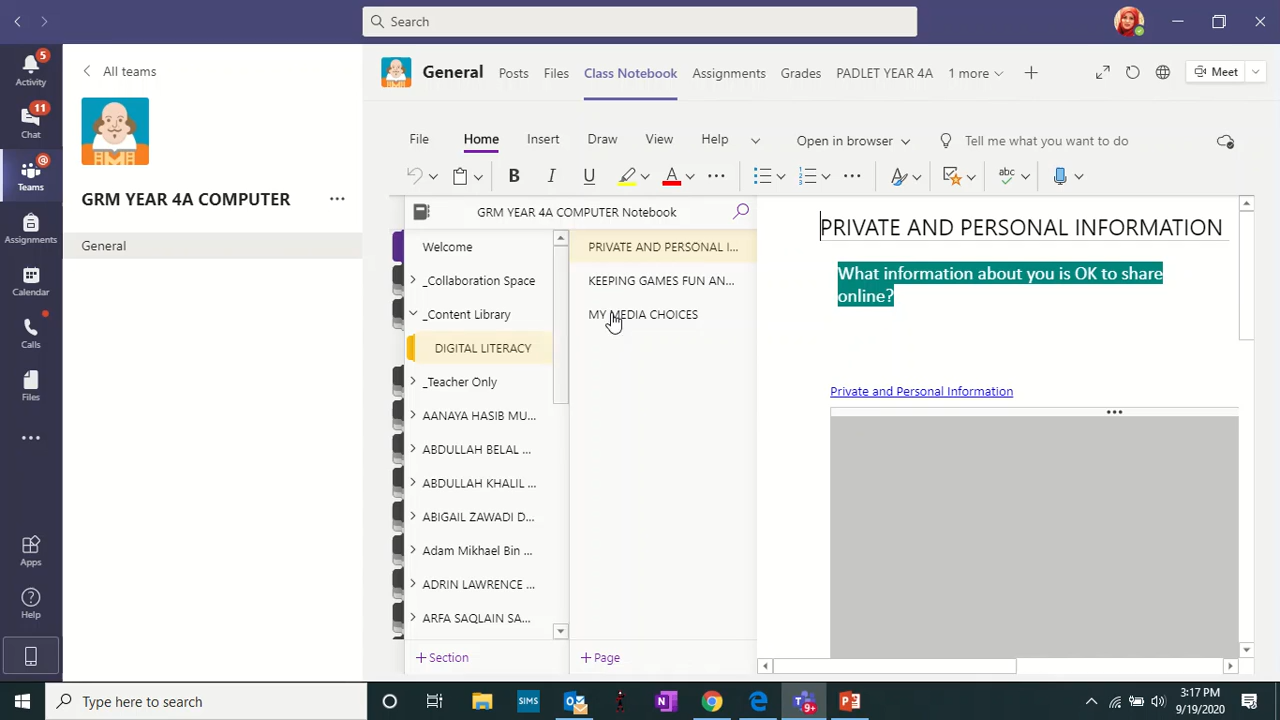 Search
5
Activity
11
Chat
@
Teams
Assignments
Calendar
Calls
Files
Apps
Help
All teams
GRM YEAR 4A COMPUTER
General
General
Posts
Files
Class Notebook
Assignments
Grades
PADLET YEAR 4A
1 more
Meet
File
Home
Insert
Draw
View
Help
Open in browser
Tell me what you want to do
B
I
U
A
abc
GRM YEAR 4A COMPUTER Notebook
Welcome
_Collaboration Space
_Content Library
DIGITAL LITERACY
_Teacher Only
AANAYA HASIB MU...
ABDULLAH BELAL ...
ABDULLAH KHALIL ...
ABIGAIL ZAWADI D...
Adam Mikhael Bin ...
ADRIN LAWRENCE ...
ARFA SAQLAIN SA...
+ Section
PRIVATE AND PERSONAL I...
KEEPING GAMES FUN AN...
MY MEDIA CHOICES
+ Page
PRIVATE AND PERSONAL INFORMATION
What information about you is OK to share
online?
Private and Personal Information
Type here to search
SIMS
9+
3:17 PM
9/19/2020